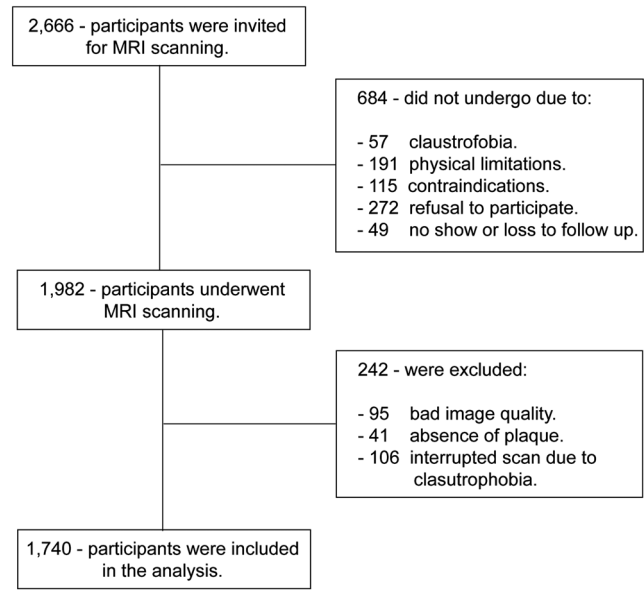 2,666 - participants were invited
for MRI scanning.
684 - did not undergo due to:
- 57 claustrofobia.
- 191 physical limitations.
- 115 contraindications.
- 272 refusal to participate.
- 49 no show or loss to follow up.
1,982 - participants underwent
MRI scanning.
242 - were excluded:
- 95 bad image quality.
- 41 absence of plaque.
- 106 interrupted scan due to
clasutrophobia.
1,740 - participants were included
in the analysis.